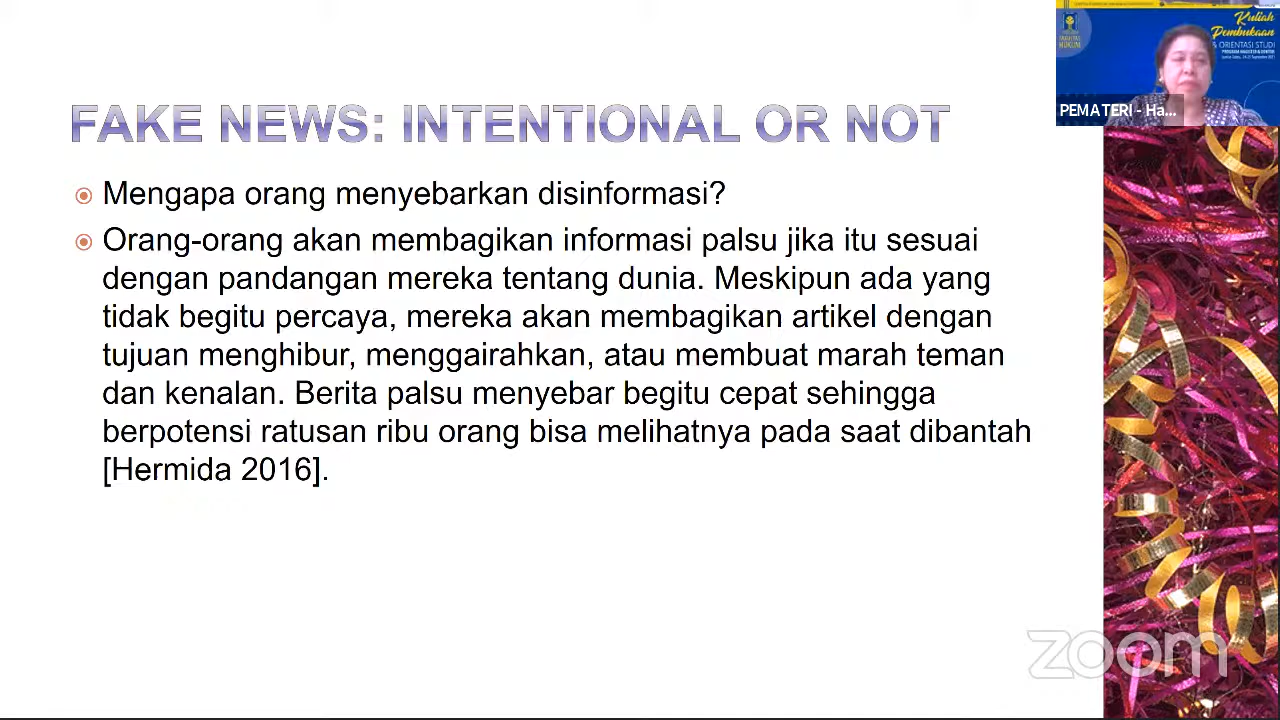 FAKE NEWS: INTENTIONAL OR NOT
Mengapa orang menyebarkan disinformasi?
Orang-orang akan membagikan informasi palsu jika itu sesuai
dengan pandangan mereka tentang dunia. Meskipun ada yang
tidak begitu percaya, mereka akan membagikan artikel dengan
tujuan menghibur, menggairahkan, atau membuat marah teman
dan kenalan. Berita palsu menyebar begitu cepat sehingga
berpotensi ratusan ribu orang bisa melihatnya pada saat dibantah
[Hermida 2016].
Kuliah
Pembukaan
& ORIENTASI STUDI
HUKUM
PEMATERI - Ha...
zoom